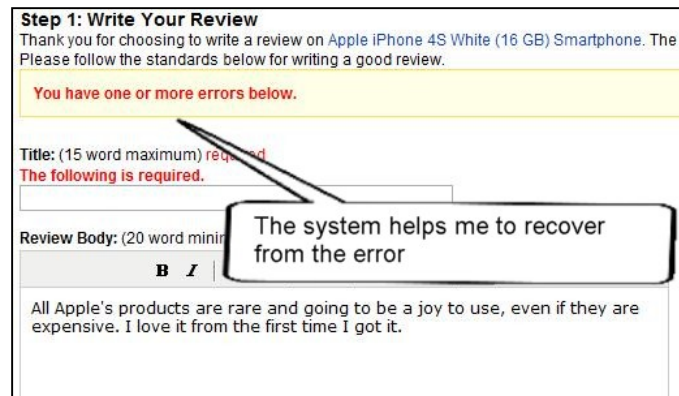 Step 1: Write Your Review
Thank you for choosing to write a review on Apple iPhone 4S White (16 GB) Smartphone. The
Please follow the standards below for writing a good review.
You have one or more errors below.
Title: (15 word maximum) required
The following is required.
The system helps me to recover
from the error
Review Body: (20 word
B I
All Apple's products are rare and going to be a joy to use, even if they are
expensive. I love it from the first time I got it.